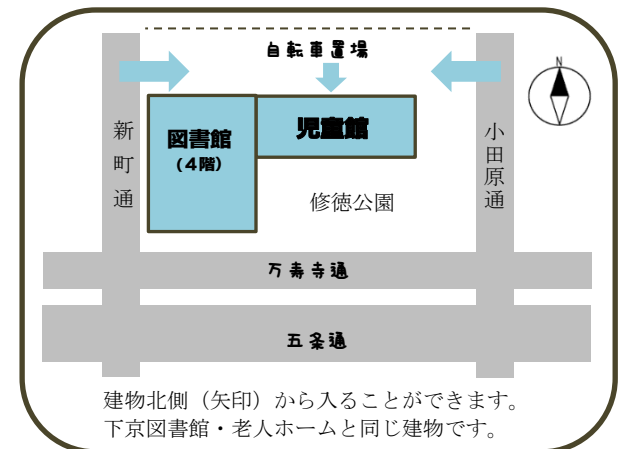 自転車置場
N
新町通
図書館
(4階)
児童館
小田原通
修徳公園
万寿寺通
五条通
建物北側（矢印）から入ることができます。
下京図書館・老人ホームと同じ建物です。